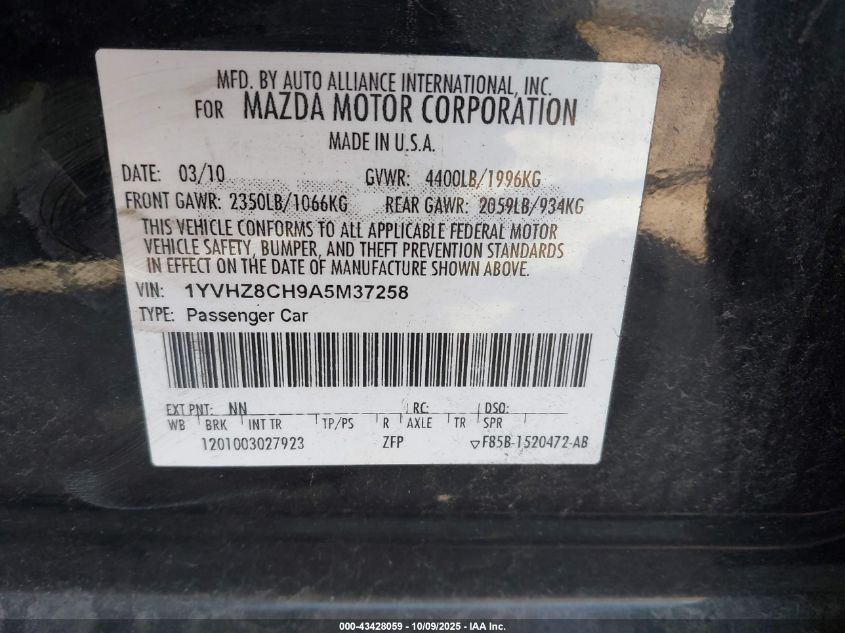 MFD. BY AUTO ALLIANCE INTERNATIONAL, INC.
FOR MAZDA MOTOR CORPORATION
MADE IN U.S.A.
DATE: 03/10 GVWR: 4400LB/1996KG
FRONT GAWR: 2350LB/1066KG REAR GAWR: 2059LB/934KG
THIS VEHICLE CONFORMS TO ALL APPLICABLE FEDERAL MOTOR
VEHICLE SAFETY, BUMPER, AND THEFT PREVENTION STANDARDS
IN EFFECT ON THE DATE OF MANUFACTURE SHOWN ABOVE.
VIN: 1YVHZ8CH9A5M37258
TYPE: Passenger Car
EXT PNT: NN RC: DSO:
WB BRK INT TR TP/PS R AXLE TR SPR
1201003027923 ZFP ▽F85B-1520472-AB
000-43428059 - 10/09/2025 - IAA Inc.